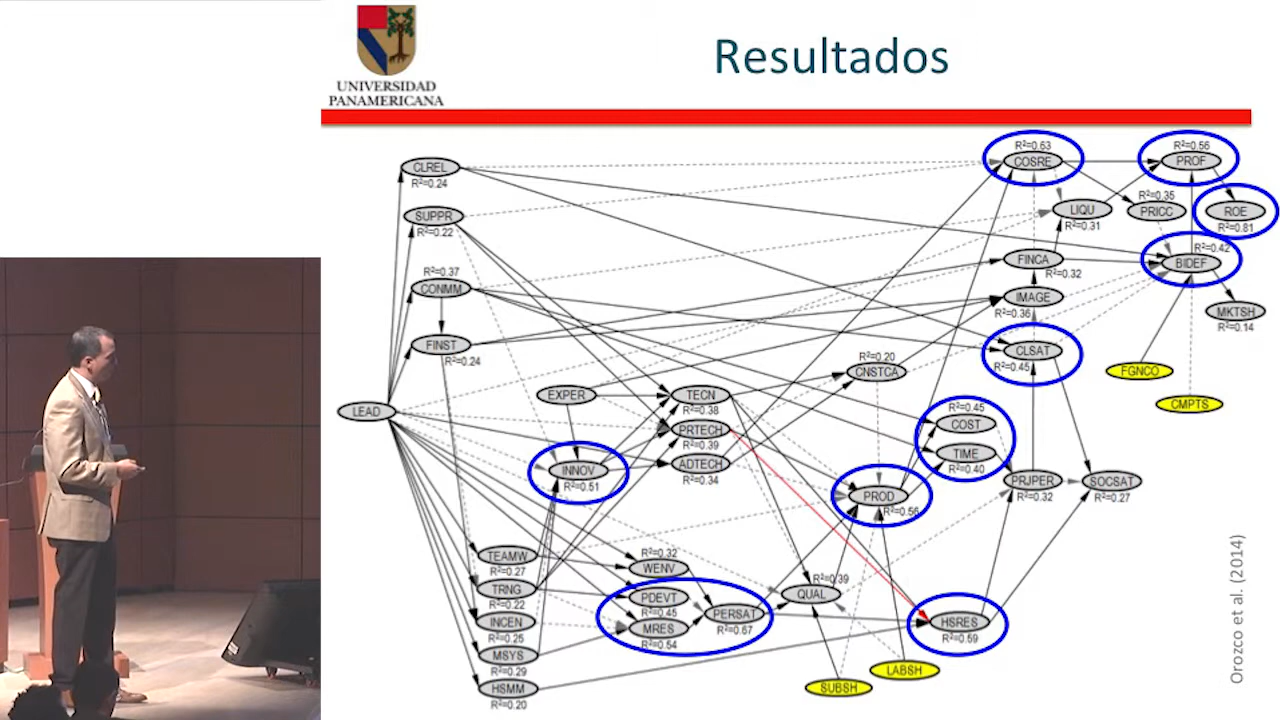 UNIVERSIDAD
PANAMERICANA
Resultados
CLREL
R²=0.24
SUPPR
R²=0.22
R²=0.37
CONMM
FINST
R²=0.24
LEAD
EXPER
INNOV
R²=0.51
TECN
R²=0.38
PRTECH
R²=0.39
ADTECH
R²=0.34
TEAMW
R²=0.27
TRNG
R²=0.22
INCEN
R²=0.25
MSYS
R²=0.29
HSMM
R²=0.20
R²=0.32
WENV
PDEVT
R²=0.45
MRES
R²=0.54
PERSAT
R²=0.67
R²=0.39
QUAL
SUBSH
LABSH
R²=0.20
CNSTCA
PROD
R²=0.56
R²=0.45
COST
TIME
R²=0.40
HSRES
R²=0.59
R²=0.63
COSRE
LIQU
R²=0.31
FINCA
R²=0.32
IMAGE
R²=0.36
CLSAT
R²=0.45
PRJPER
R²=0.32
SOCSAT
R²=0.27
R²=0.56
PROF
R²=0.35
PRICC
ROE
R²=0.81
R²=0.42
BIDEF
MKTSH
R²=0.14
FGNCO
CMPTS
Orozco et al. (2014)